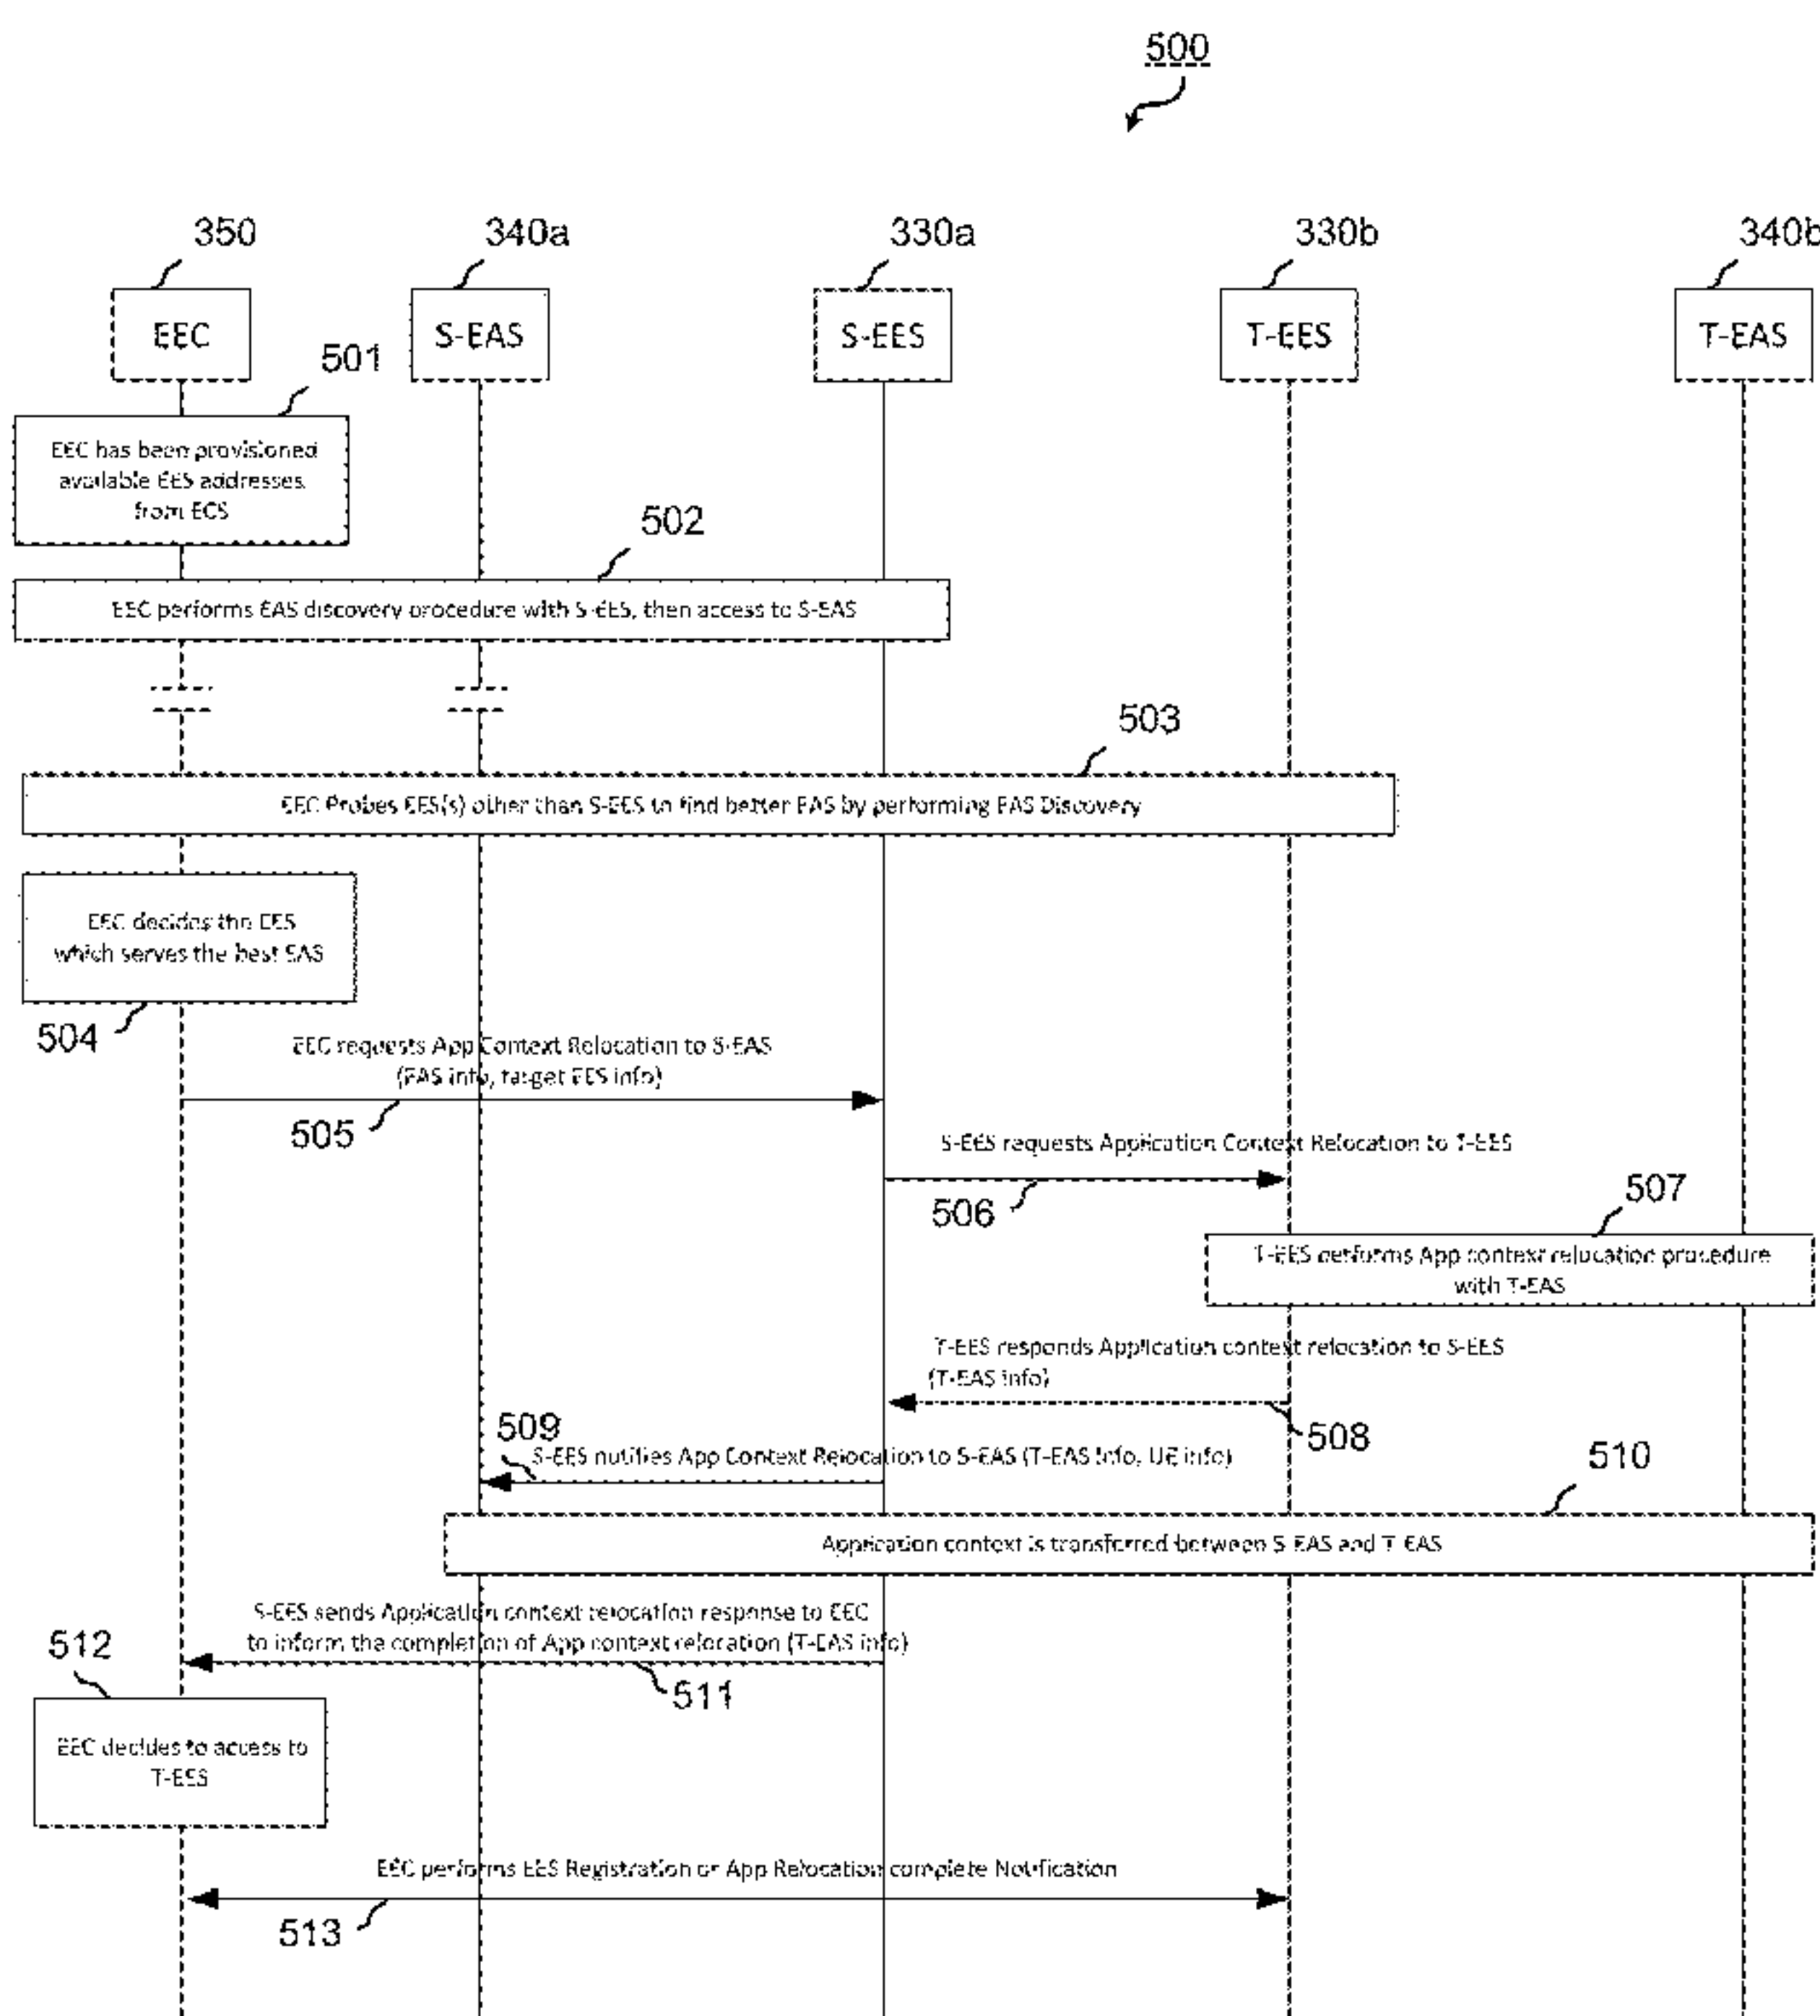 500
350
340a
330a
330b
340b
EEC
S-EAS
S-EES
T-EES
T-EAS
501
EEC has been provisioned
available EES addresses
from ECS
502
EEC performs EAS discovery procedure with S-EES, then access to S-EAS
503
EEC Probes EES(s) other than S-EES to find better EAS by performing EAS Discovery
EEC decides the EES
which serves the best EAS
504
EEC requests App Context Relocation to S-EAS
(EAS info, target EES info)
505
S-EES requests Application Context Relocation to T-EES
506
507
T-EES performs App context relocation procedure
with T-EAS
T-EES responds Application context relocation to S-EES
(T-EAS info)
508
509
S-EES notifies App Context Relocation to S-EAS (T-EAS Info, UE info)
510
Application context is transferred between S-EAS and T-EAS
S-EES sends Application context relocation response to EEC
to inform the completion of App context relocation (T-EAS info)
511
512
EEC decides to access to
T-EES
EEC performs EES Registration or App Relocation complete Notification
513